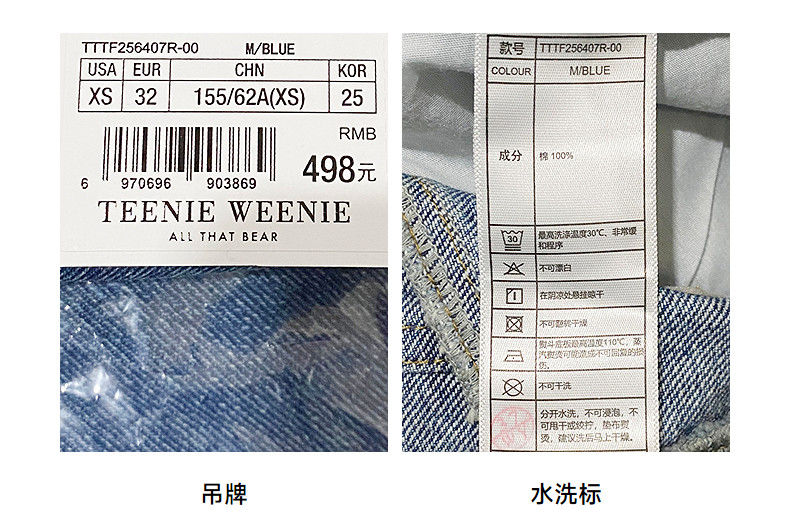 TTTF256407R-00 M/BLUE
USA EUR CHN KOR
XS 32 155/62A(XS) 25
RMB
498元
6 970696 903869
TEENIE WEENIE
ALL THAT BEAR
款号 TTTF256407R-00
COLOUR M/BLUE
成分 棉 100%
30 最高洗涤温度30℃、非常缓
和程序
不可漂白
在阴凉处悬挂晾干
不可翻转干燥
熨斗底板最高温度110℃，蒸
汽熨烫可能造成不可回复的损
伤。
不可干洗
分开水洗，不可浸泡，不
可用干或绞拧，垫布熨
烫，建议洗后马上干燥。
吊牌
水洗标